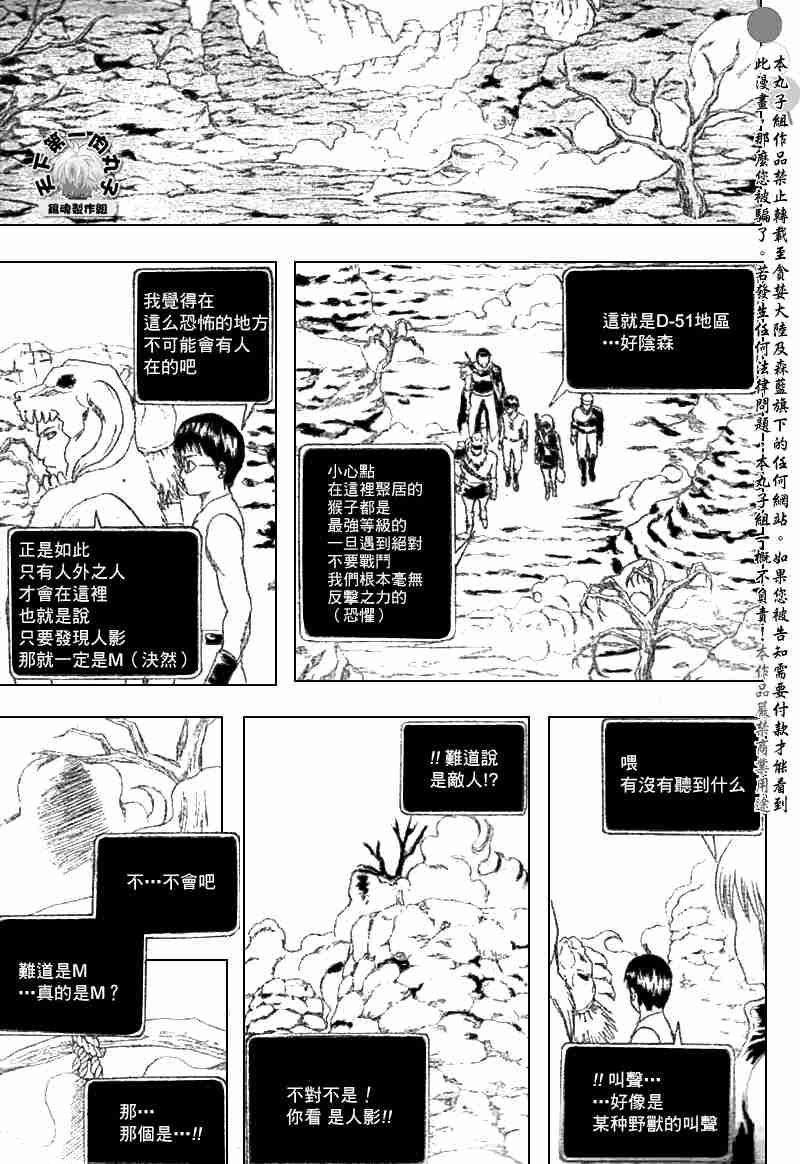 天下第一肉丸子
銀魂製作組
本丸子組作品禁止轉載至貪婪大陸及森藍旗下的任何網站。如果您被告知需要付款才能看到
此漫畫，那麼您被騙了。若發生任何法律問題！本丸子組一概不負責！本作品嚴禁商業用途
這就是D-51地區
…好陰森
小心點
在這裡聚居的
猴子都是
最強等級的
一旦遇到絕對
不要戰鬥
我們根本毫無
反擊之力的
（恐懼）
我覺得在
這么恐怖的地方
不可能會有人
在的吧
正是如此
只有人外之人
才會在這裡
也就是說
只要發現人影
那就一定是M（決然）
喂
有沒有聽到什么
!! 叫聲…
…好像是
某种野獸的叫聲
!! 難道說
是敵人!?
不對不是！
你看 是人影!!
不…不會吧
難道是M
…真的是M？
那…
那個是…!!